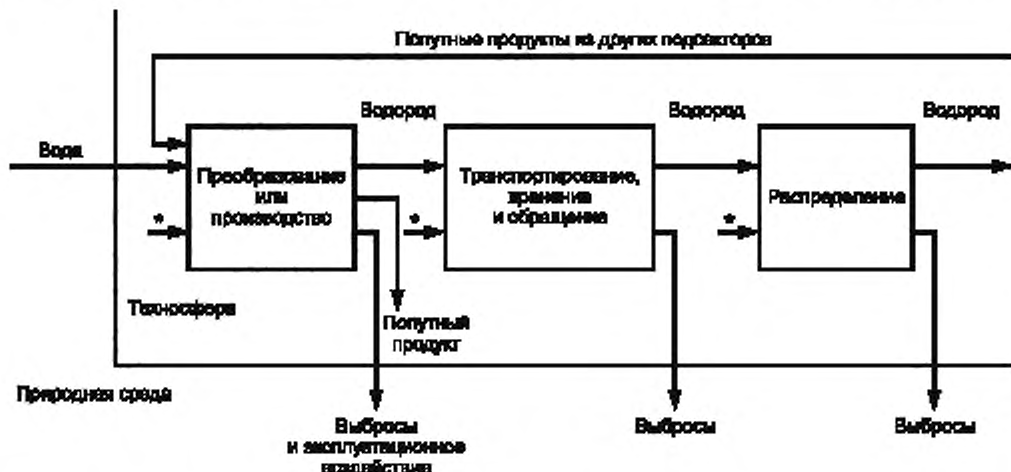 Попутные продукты из других подсекторов
Водород
Водород
Водород
Вода
Преобразование
или
производство
Транспортирование,
хранение
и обращение
Распределение
*
*
*
Техносфера
Попутный
продукт
Природная среда
Выбросы
и эксплуатационное
воздействие
Выбросы
Выбросы